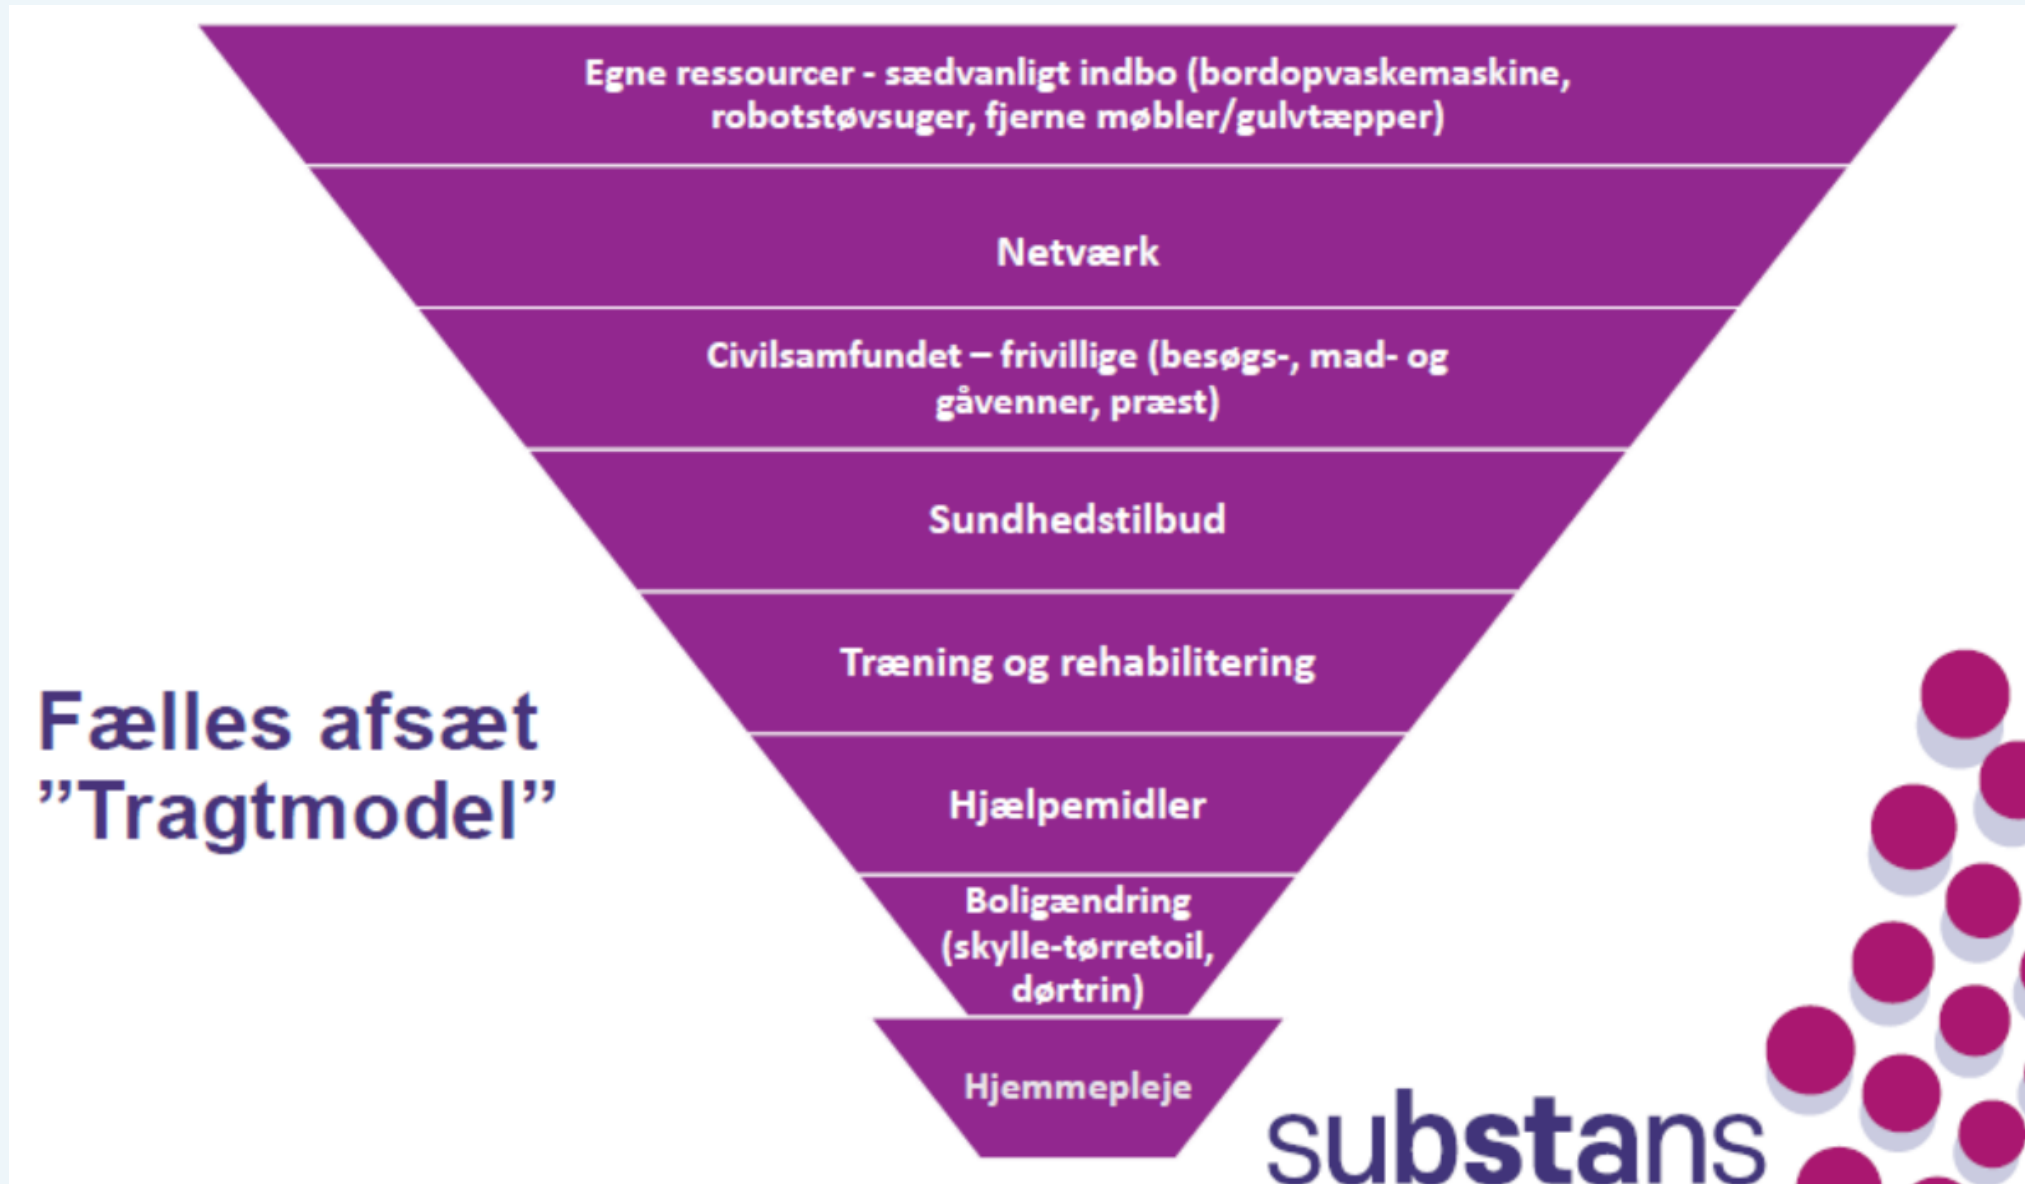 Egne ressourcer - sædvanligt indbo (bordopvaskemaskine,
robotstøvsuger, fjerne møbler/gulvtæpper)
Netværk
Civilsamfundet – frivillige (besøgs-, mad- og
gåvenner, præst)
Sundhedstilbud
Træning og rehabilitering
Hjælpemidler
Boligændring
(skylle-tørretoil,
dørtrin)
Hjemmepleje
Fælles afsæt
”Tragtmodel”
substans